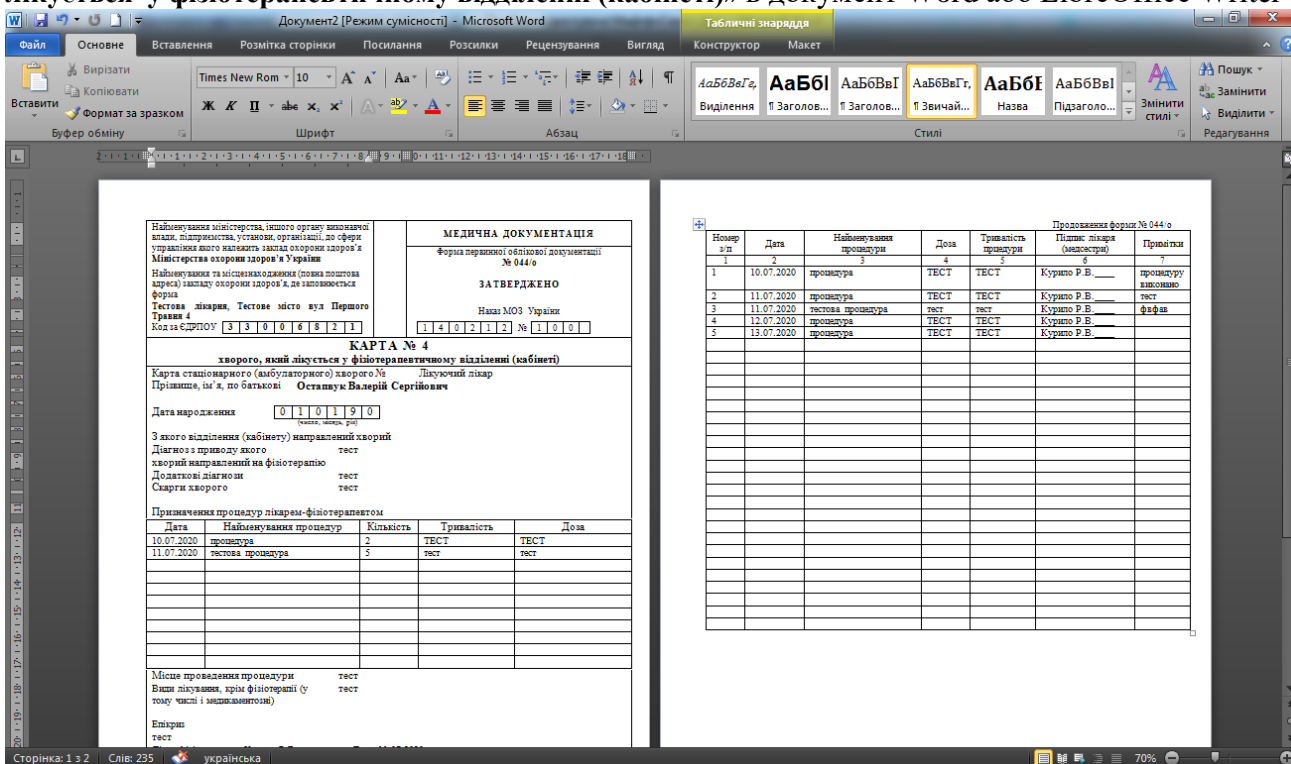 лікується у фізіотерапевтичному відділенні (кабінеті)» в документ Word або LibreOffice Writer
Документ2 [Режим сумісності] - Microsoft Word
Табличні знаряддя
Файл Основне Вставлення Розмітка сторінки Посилання Розсилки Рецензування Вигляд Конструктор Макет
Вставити
Вирізати
Копіювати
Формат за зразком
Буфер обміну
Times New Rom 10
Шрифт
Абзац
АаБбВвГг, АаБбІ АаБбВвІ АаБбВвГг, АаБбІ АаБбВвІ
Виділення ¶ Заголов... ¶ Заголов... ¶ Звичай... Назва Підзаголо...
Змінити стилі
Стилі
Пошук
Замінити
Виділити
Редагування
Найменування міністерства, іншого органу виконавчої
влади, підприємства, установи, організації, до сфери
управління якого належить заклад охорони здоров'я
Міністерства охорони здоров'я України
Найменування та місцезнаходження (повна поштова
адреса) закладу охорони здоров'я, де заповнюється
форма
Тестова лікарня, Тестове місто вул Першого
Травня 4
Код за ЄДРПОУ 3 3 0 0 6 8 2 1
МЕДИЧНА ДОКУМЕНТАЦІЯ
Форма первинної облікової документації
№ 044/о
ЗАТВЕРДЖЕНО
Наказ МОЗ України
1 4 0 2 1 2 № 1 0 0
КАРТА № 4
хворого, який лікується у фізіотерапевтичному відділенні (кабінеті)
Карта стаціонарного (амбулаторного) хворого № Лікуючий лікар
Прізвище, ім'я, по батькові Остапвук Валерій Сергійович
Дата народження 0 1 0 1 9 0
(число, місяць, рік)
З якого відділення (кабінету) направлений хворий
Діагноз з приводу якого тест
хворий направлений на фізіотерапію
Додаткові діагнози тест
Скарги хворого тест
Призначення процедур лікарем-фізіотерапевтом
Дата Найменування процедур Кількість Тривалість Доза
10.07.2020 процедура 2 ТЕСТ ТЕСТ
11.07.2020 тестова процедура 5 тест тест
Місце проведення процедури тест
Види лікування, крім фізіотерапії (у тест
тому числі і медикаментозні)
Епікриз
тест
Продовження форми № 044/о
Номер з/п Дата Найменування процедури Доза Тривалість прцедури Підпис лікаря (медсестри) Примітки
1 2 3 4 5 6 7
1 10.07.2020 процедура ТЕСТ ТЕСТ Курило Р.В.____ процедуру виконано
2 11.07.2020 процедура ТЕСТ ТЕСТ Курило Р.В.____ тест
3 11.07.2020 тестова процедура тест тест Курило Р.В.____ фвфав
4 12.07.2020 процедура ТЕСТ ТЕСТ Курило Р.В.____
5 13.07.2020 процедура ТЕСТ ТЕСТ Курило Р.В.____
Сторінка: 1 з 2 Слів: 235 українська 70%